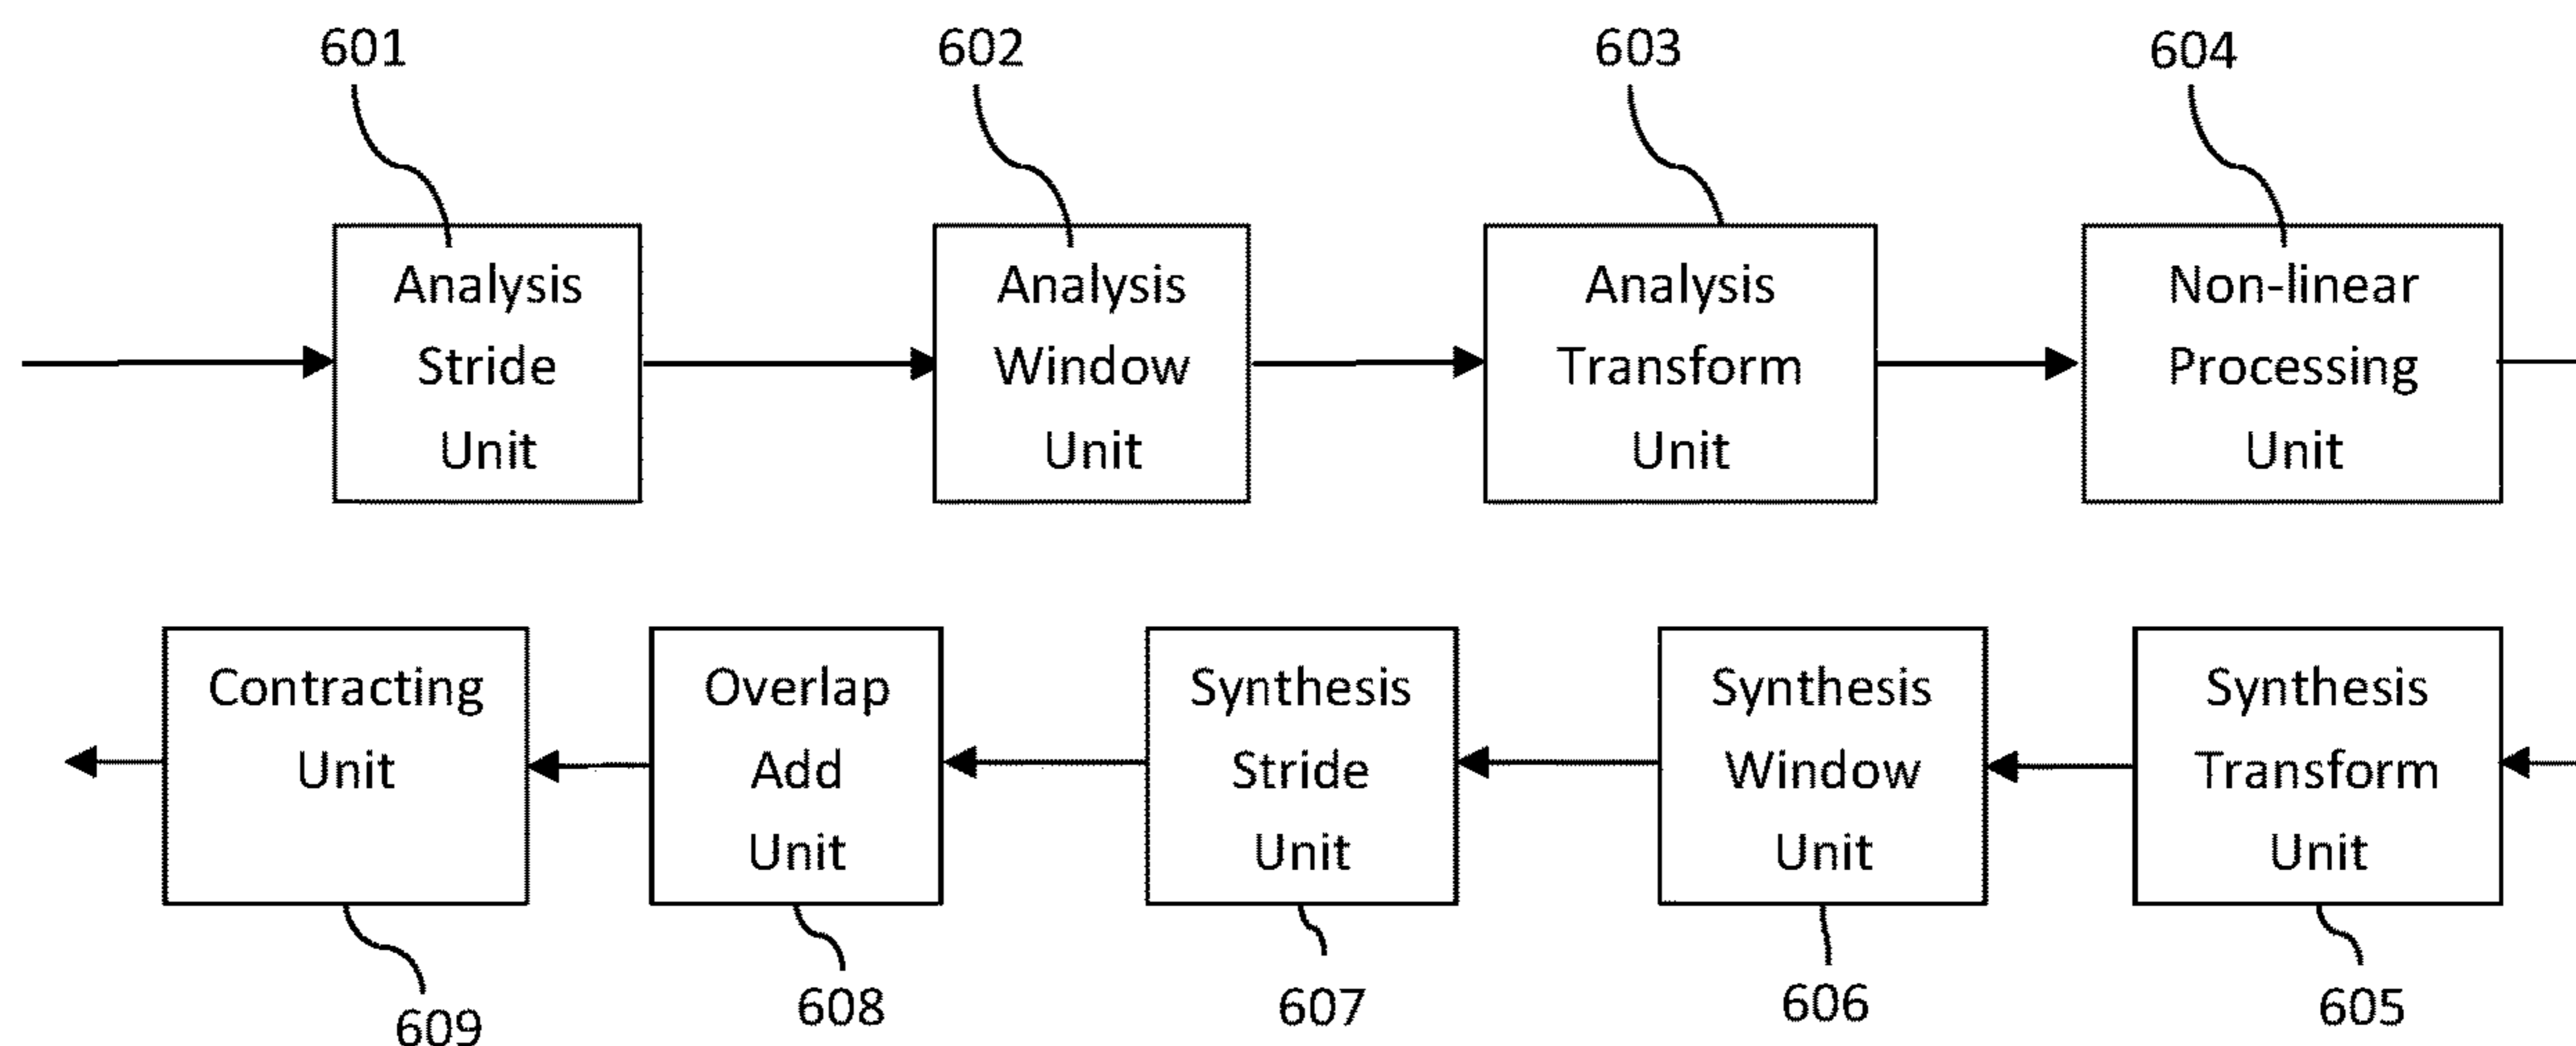 601
602
603
604
Analysis
Stride
Unit
Analysis
Window
Unit
Analysis
Transform
Unit
Non-linear
Processing
Unit
Contracting
Unit
Overlap
Add
Unit
Synthesis
Stride
Unit
Synthesis
Window
Unit
Synthesis
Transform
Unit
609
608
607
606
605